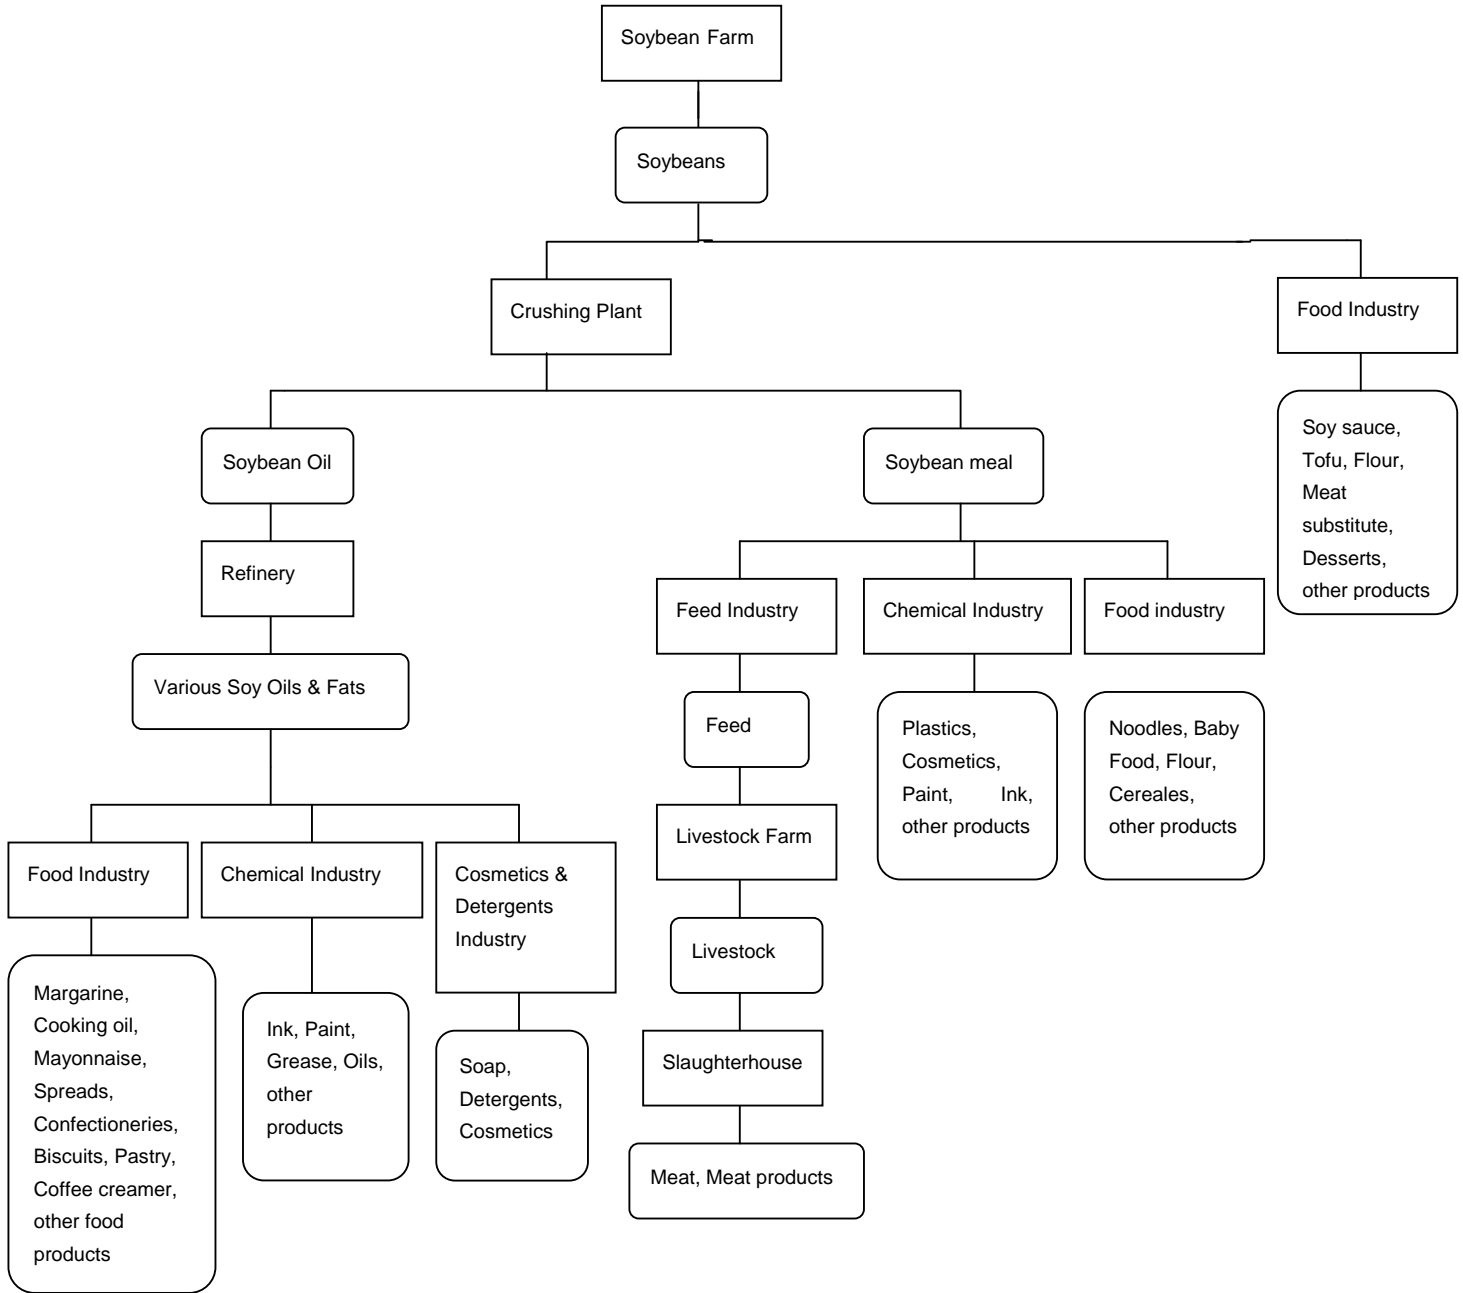 Soybean Farm
Soybeans
Crushing Plant
Food Industry
Soy sauce,
Tofu, Flour,
Meat
substitute,
Desserts,
other products
Soybean Oil
Soybean meal
Refinery
Feed Industry
Chemical Industry
Food industry
Various Soy Oils & Fats
Feed
Plastics,
Cosmetics,
Paint, Ink,
other products
Noodles, Baby
Food, Flour,
Cereales,
other products
Livestock Farm
Food Industry
Chemical Industry
Cosmetics &
Detergents
Industry
Livestock
Margarine,
Cooking oil,
Mayonnaise,
Spreads,
Confectioneries,
Biscuits, Pastry,
Coffee creamer,
other food
products
Ink, Paint,
Grease, Oils,
other
products
Soap,
Detergents,
Cosmetics
Slaughterhouse
Meat, Meat products